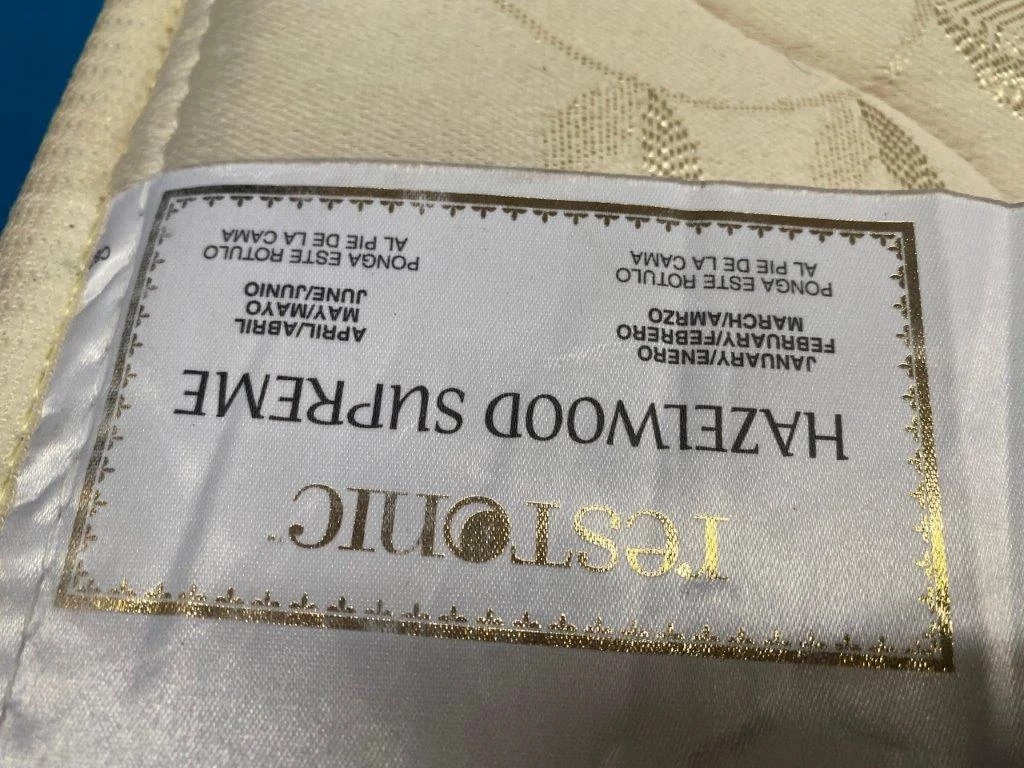 resTonic
HAZELWOOD SUPREME
JANUARY/ENERO
FEBRUARY/FEBRERO
MARCH/AMRZO
PONGA ESTE ROTULO
AL PIE DE LA CAMA
APRIL/ABRIL
MAY/MAYO
JUNE/JUNIO
PONGA ESTE ROTULO
AL PIE DE LA CAMA